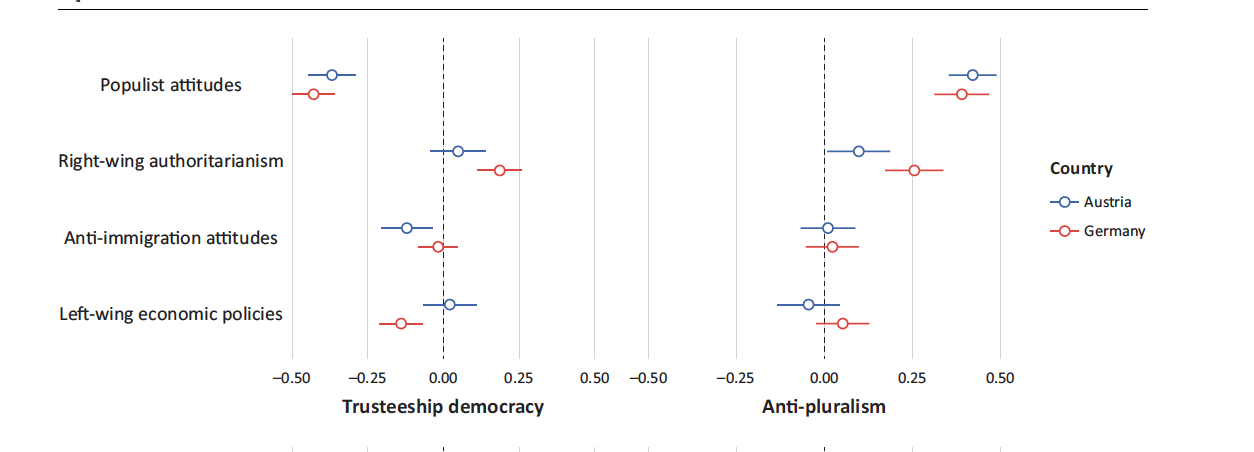 Populist attitudes
Right-wing authoritarianism
Anti-immigration attitudes
Left-wing economic policies
−0.50 −0.25 0.00 0.25 0.50 −0.50 −0.25 0.00 0.25 0.50
Trusteeship democracy Anti-pluralism
Country
Austria
Germany